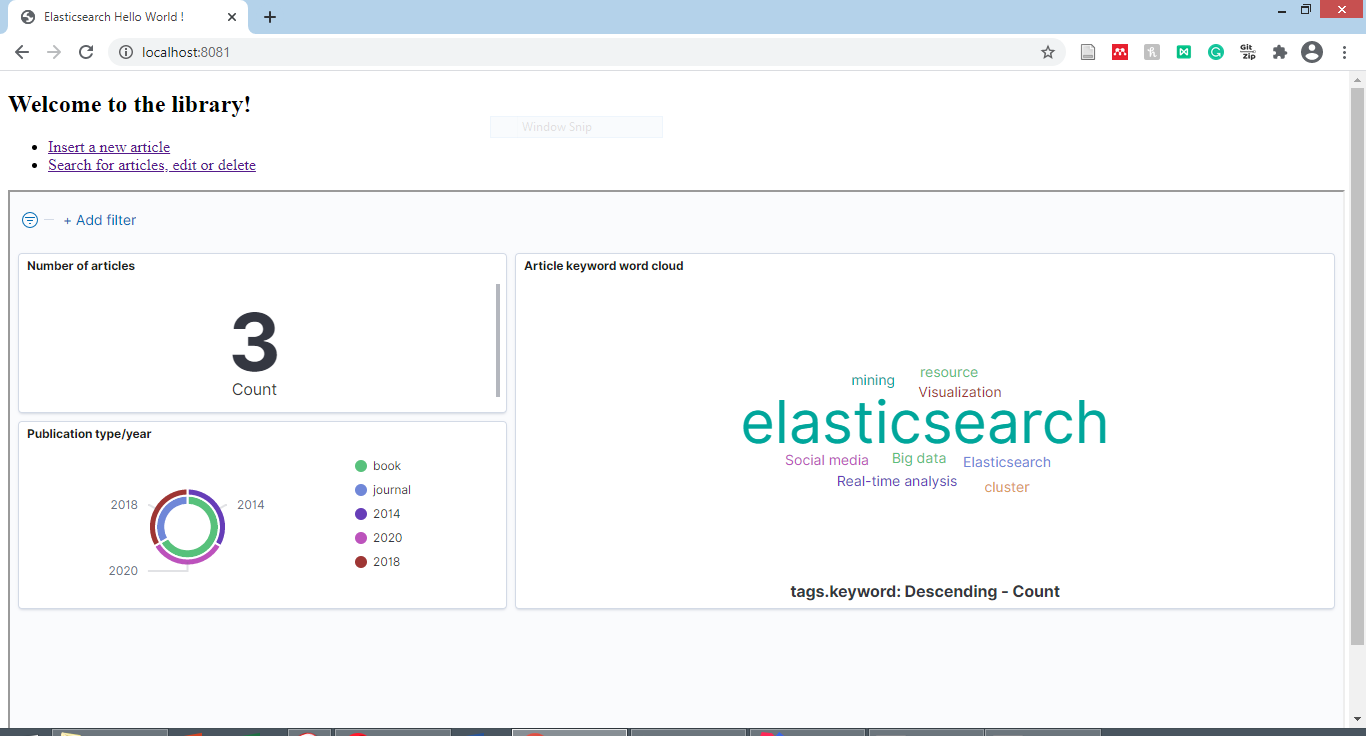 Elasticsearch Hello World !
localhost:8081
Git
Zip
Welcome to the library!
Window Snip
Insert a new article
Search for articles, edit or delete
+ Add filter
Number of articles
3
Count
Publication type/year
book
journal
2014
2020
2018
2018
2014
2020
Article keyword word cloud
mining
resource
Visualization
elasticsearch
Social media
Big data
Elasticsearch
Real-time analysis
cluster
tags.keyword: Descending - Count